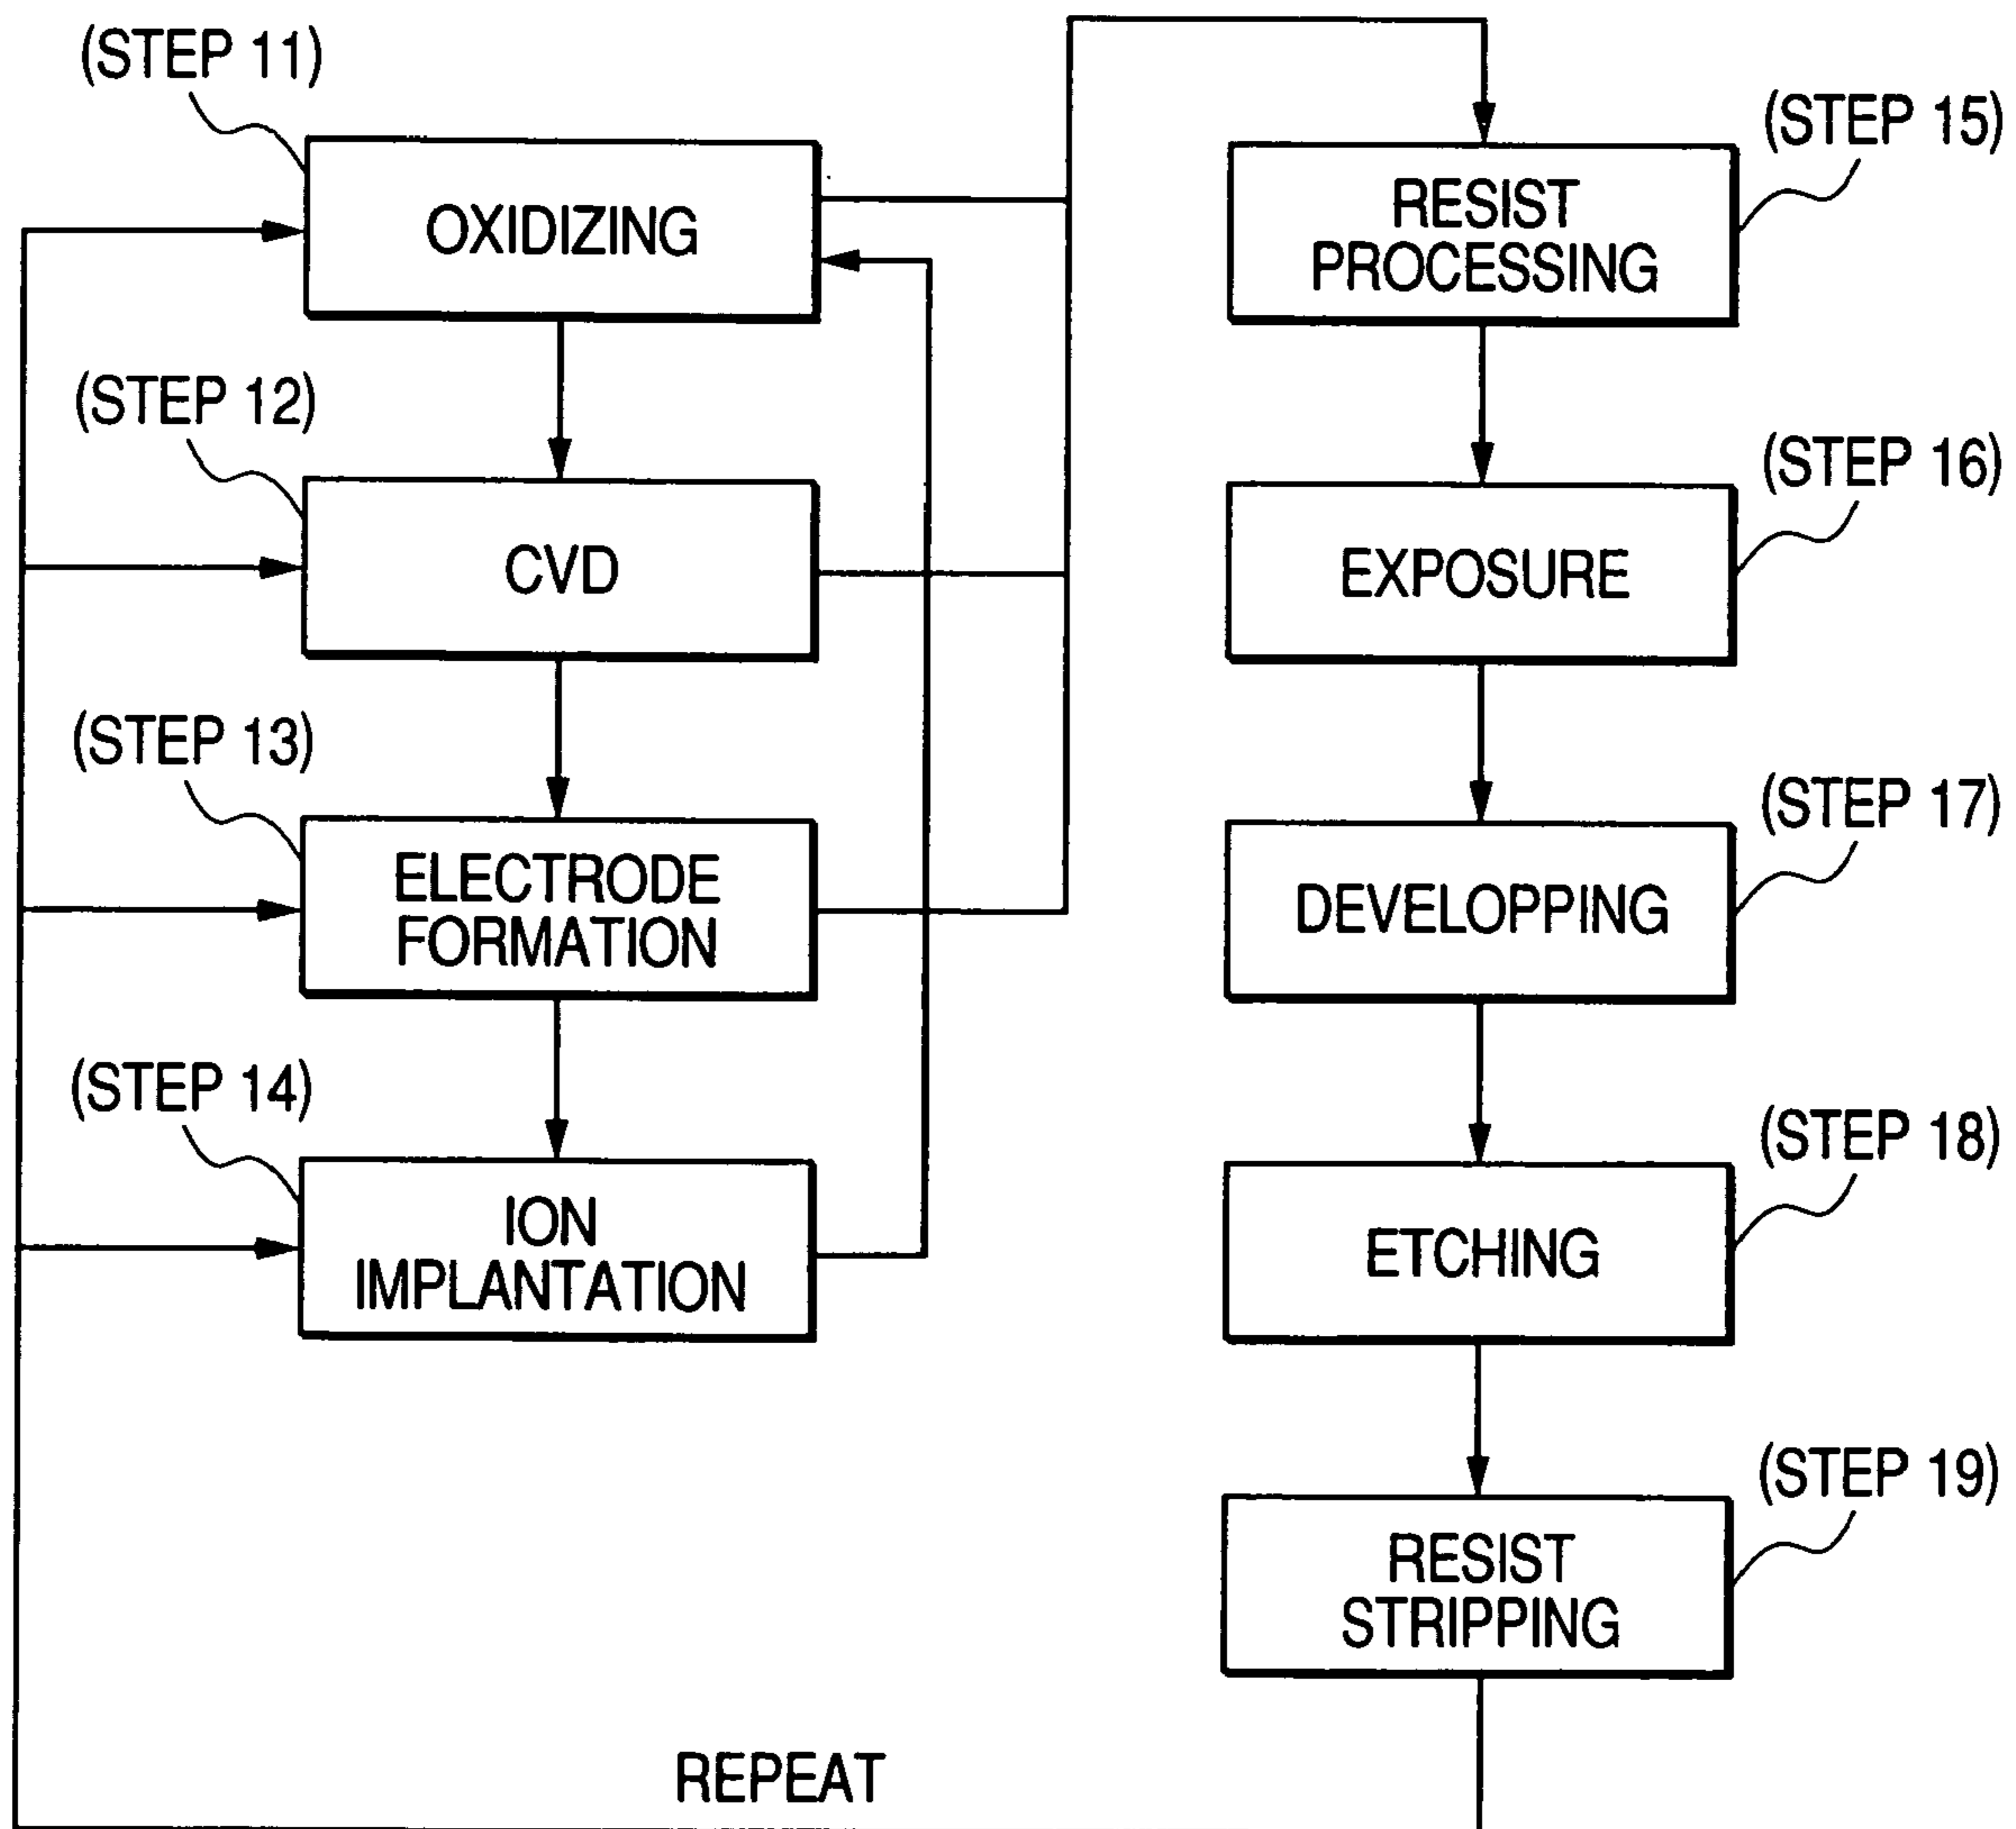 (STEP 11)
OXIDIZING
(STEP 12)
CVD
(STEP 13)
ELECTRODE
FORMATION
(STEP 14)
ION
IMPLANTATION
(STEP 15)
RESIST
PROCESSING
(STEP 16)
EXPOSURE
(STEP 17)
DEVELOPPING
(STEP 18)
ETCHING
(STEP 19)
RESIST
STRIPPING
REPEAT